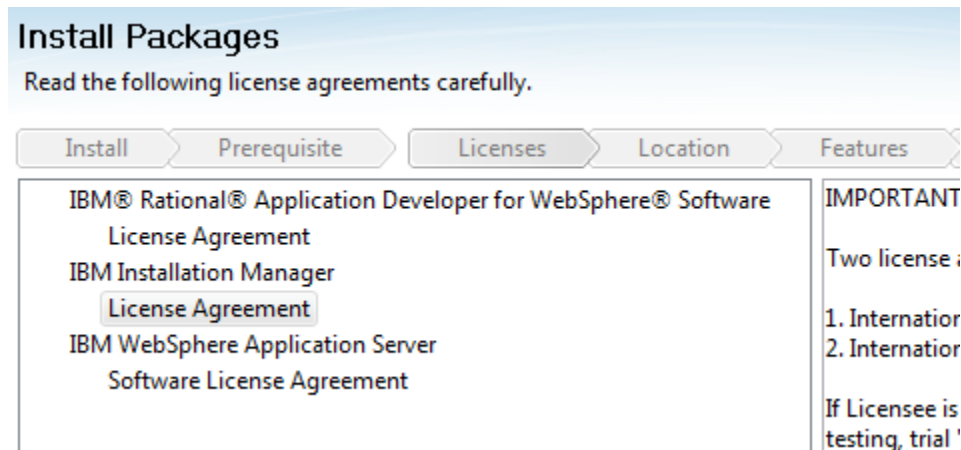 Install Packages
Read the following license agreements carefully.
Install Prerequisite Licenses Location Features
IBM® Rational® Application Developer for WebSphere® Software
License Agreement
IBM Installation Manager
License Agreement
IBM WebSphere Application Server
Software License Agreement
IMPORTANT
Two license
1. Internation
2. Internation
If Licensee is
testing, trial